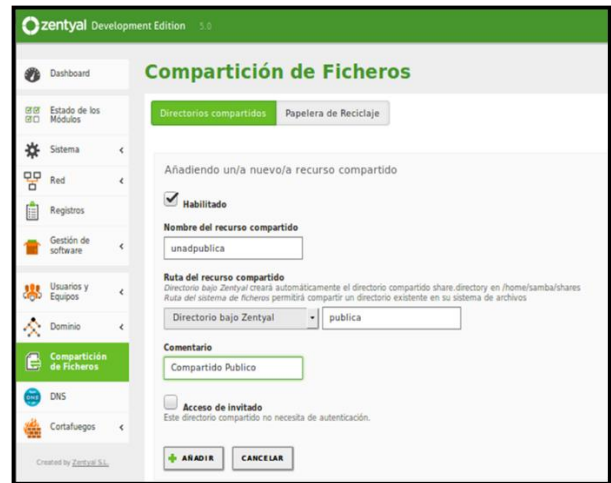 zentyal Development Edition 5.0
Dashboard
Estado de los
Módulos
Sistema
Red
Registros
Gestión de
software
Usuarios y
Equipos
Dominio
Compartición
de Ficheros
DNS
Cortafuegos
Created by Zentyal S.L.
Compartición de Ficheros
Directorios compartidos Papelera de Reciclaje
Añadiendo un/a nuevo/a recurso compartido
Habilitado
Nombre del recurso compartido
unadpublica
Ruta del recurso compartido
Directorio bajo Zentyal creará automáticamente el directorio compartido share.directory en /home/samba/shares
Ruta del sistema de ficheros permitirá compartir un directorio existente en su sistema de archivos
Directorio bajo Zentyal publica
Comentario
Compartido Publico
Acceso de invitado
Este directorio compartido no necesita de autenticación.
AÑADIR CANCELAR